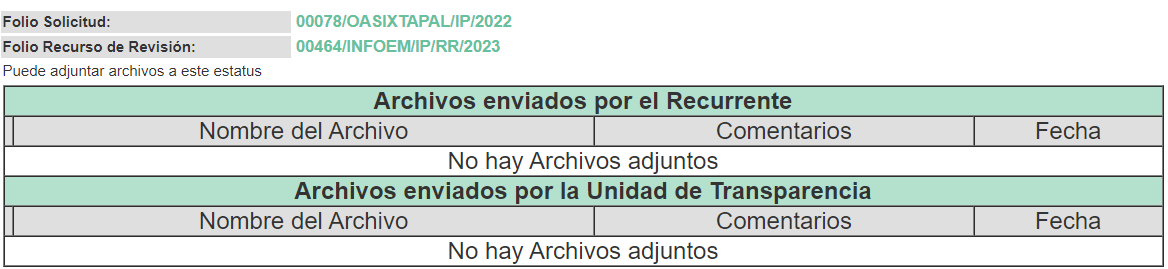 Folio Solicitud: 00078/OASIXTAPAL/IP/2022
Folio Recurso de Revisión: 00464/INFOEM/IP/RR/2023
Puede adjuntar archivos a este estatus
Archivos enviados por el Recurrente
Nombre del Archivo Comentarios Fecha
No hay Archivos adjuntos
Archivos enviados por la Unidad de Transparencia
Nombre del Archivo Comentarios Fecha
No hay Archivos adjuntos